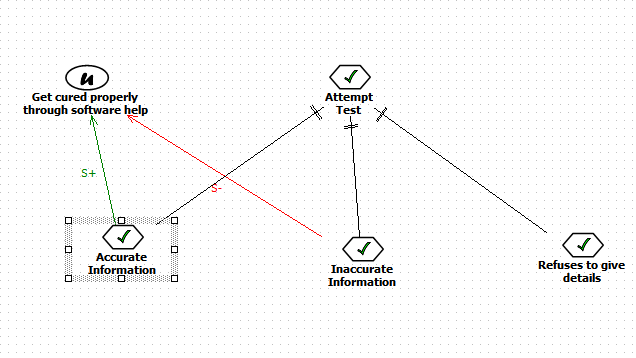 n
Get cured properly
through software help
Attempt
Test
S+
S-
Accurate
Information
Inaccurate
Information
Refuses to give
details